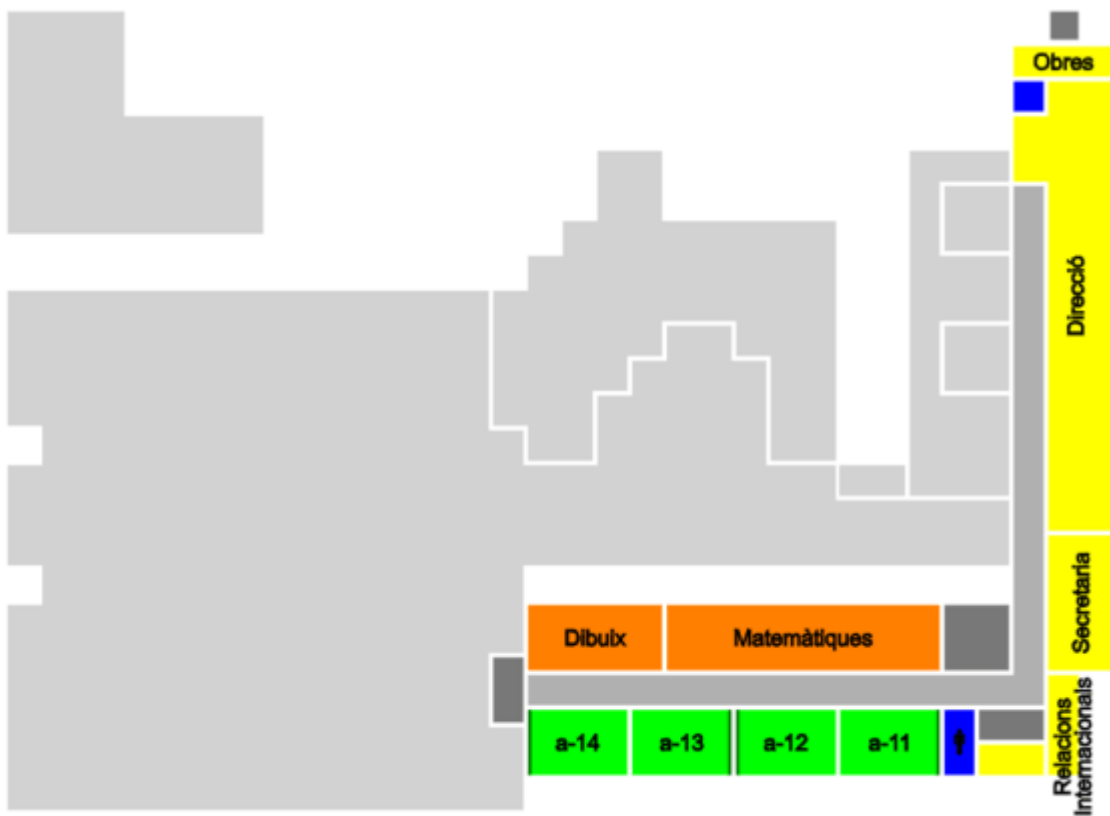 Obres
Direcció
Secretaria
Dibuix
Matemàtiques
Relacions
Internacionals
a-14
a-13
a-12
a-11